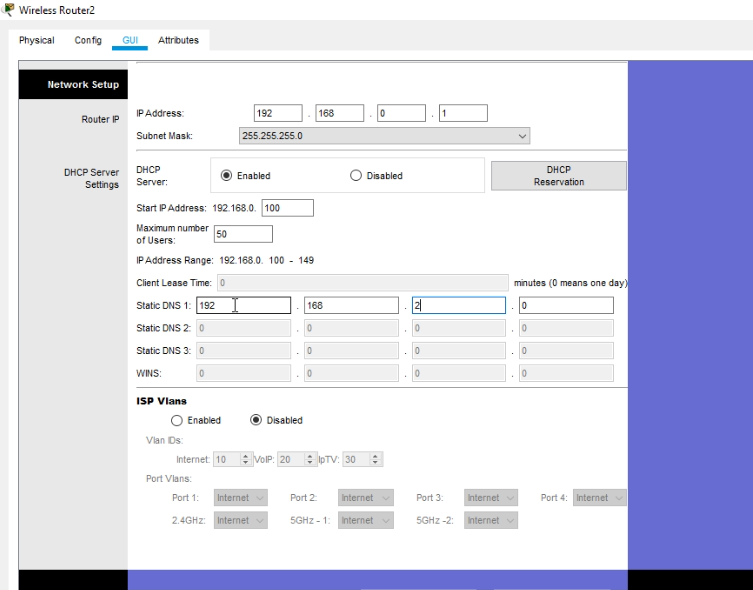 Wireless Router2
Physical Config GUI Attributes
Network Setup
Router IP
IP Address: 192 . 168 . 0 . 1
Subnet Mask: 255.255.255.0
DHCP Server Settings
DHCP Server: Enabled Disabled DHCP Reservation
Start IP Address: 192.168.0. 100
Maximum number of Users: 50
IP Address Range: 192.168.0. 100 - 149
Client Lease Time: 0 minutes (0 means one day)
Static DNS 1: 192 . 168 . 2 . 0
Static DNS 2: 0 . 0 . 0 . 0
Static DNS 3: 0 . 0 . 0 . 0
WINS: 0 . 0 . 0 . 0
ISP Vlans
Enabled Disabled
Vlan IDs:
Internet: 10 VoIP: 20 IpTV: 30
Port Vlans:
Port 1: Internet Port 2: Internet Port 3: Internet Port 4: Internet
2.4GHz: Internet 5GHz - 1: Internet 5GHz -2: Internet